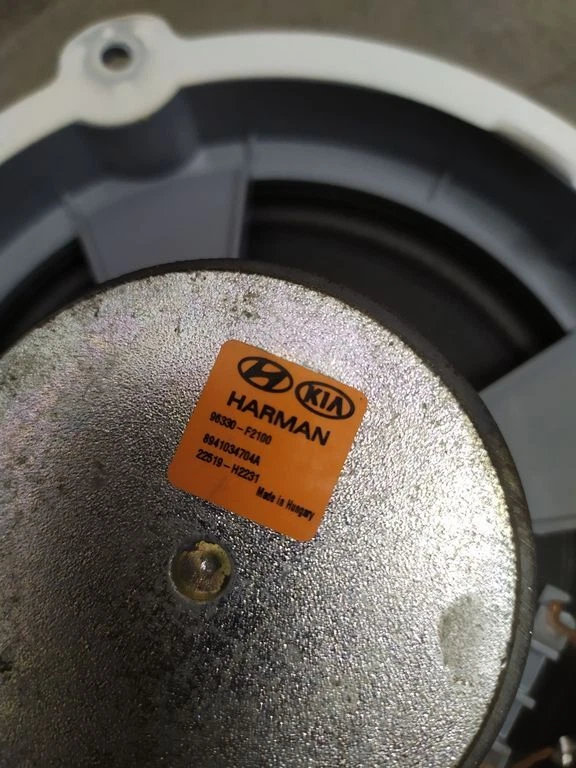 KIA
HARMAN
96330-F2100
8941034704A
22519-H2231
Made in Hungary